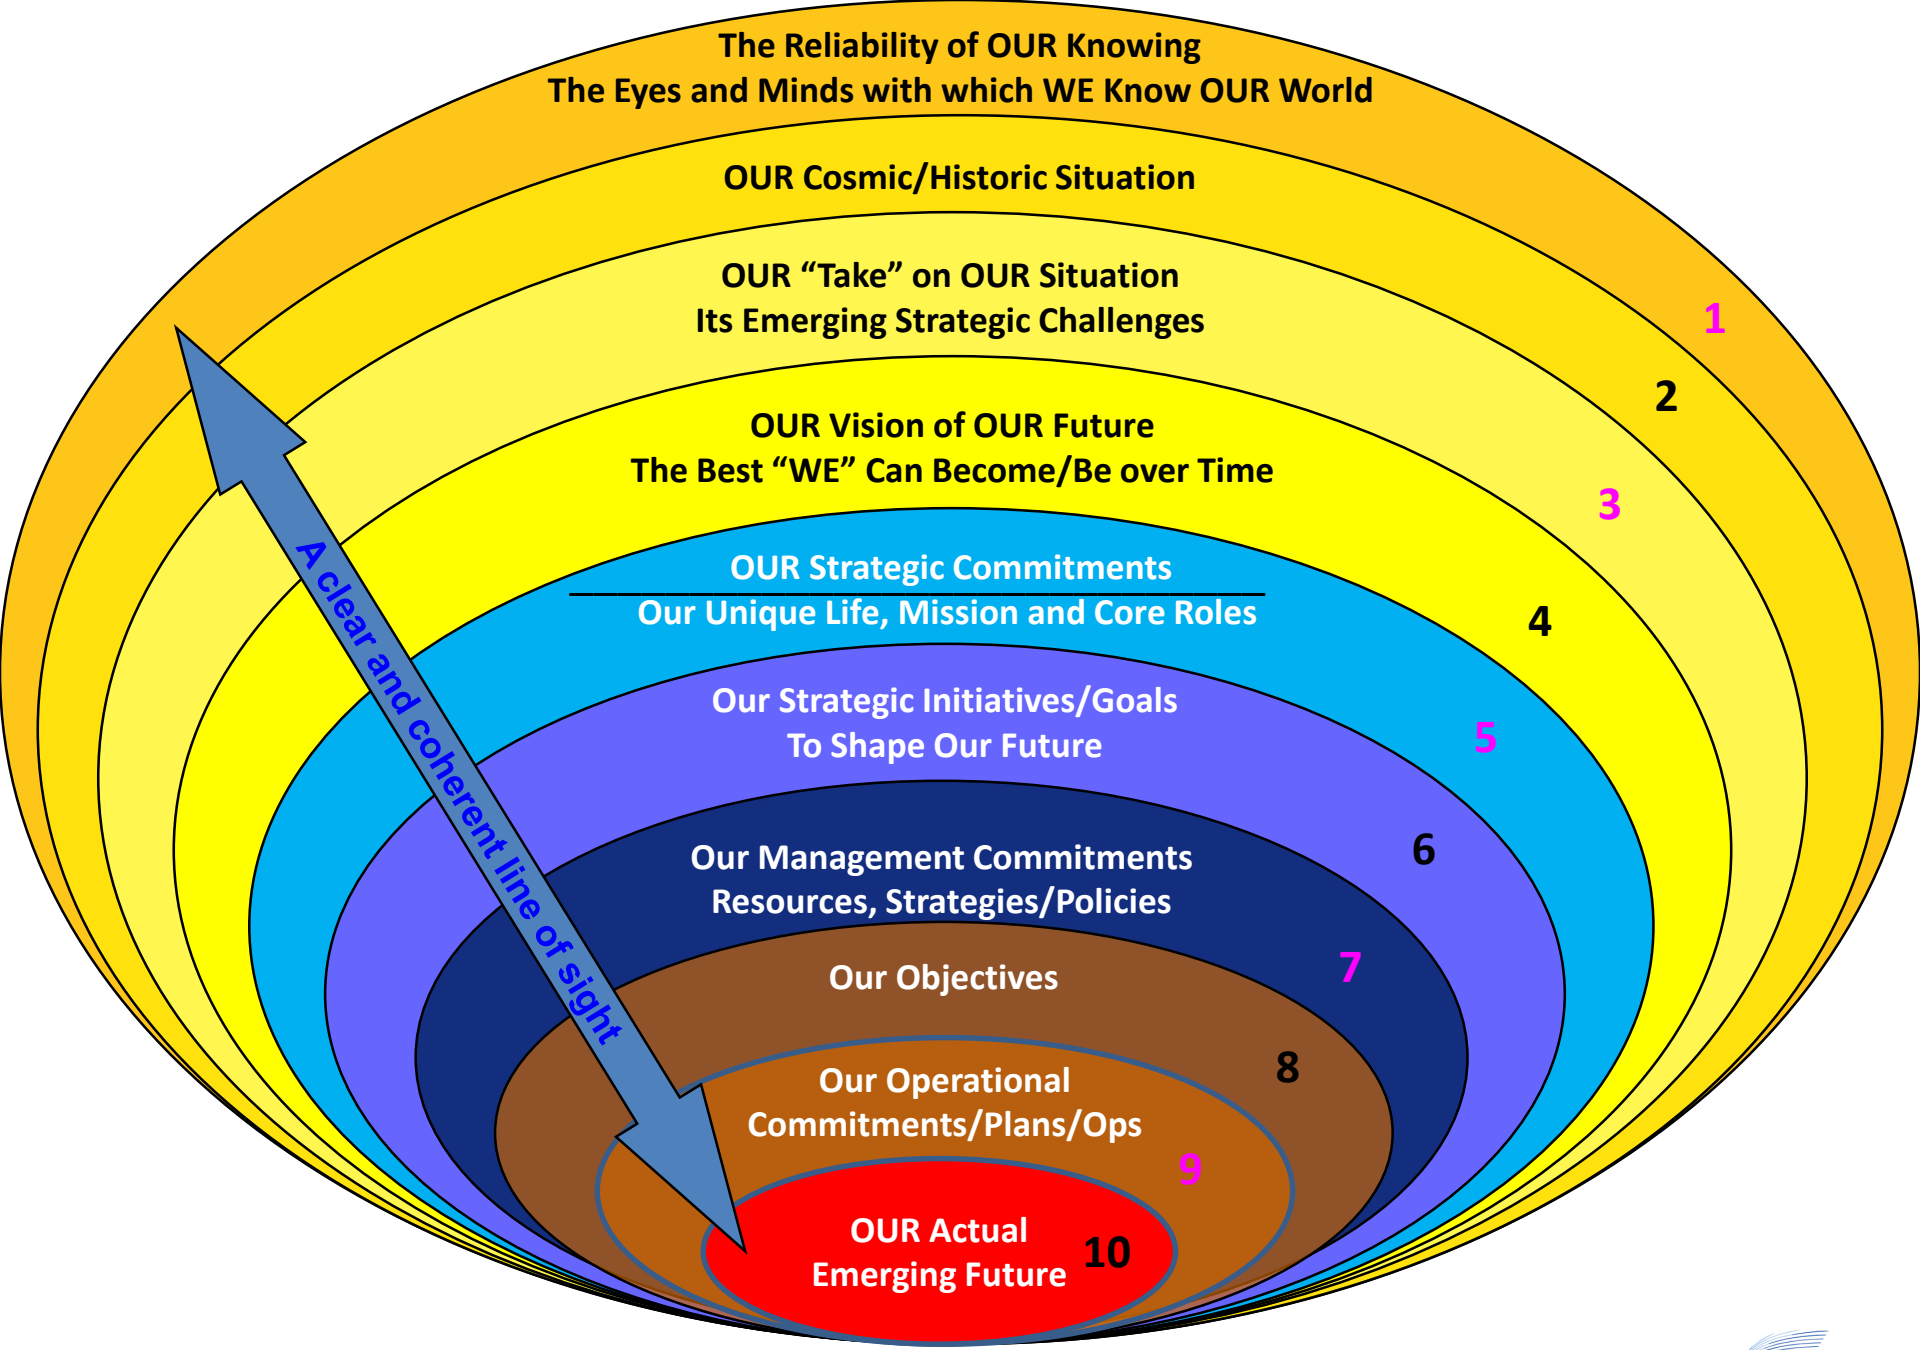 The Reliability of OUR Knowing
The Eyes and Minds with which WE Know OUR World
OUR Cosmic/Historic Situation
OUR “Take” on OUR Situation
Its Emerging Strategic Challenges
1
2
OUR Vision of OUR Future
The Best “WE” Can Become/Be over Time
3
OUR Strategic Commitments
Our Unique Life, Mission and Core Roles
4
Our Strategic Initiatives/Goals
To Shape Our Future
5
Our Management Commitments
Resources, Strategies/Policies
6
Our Objectives
7
Our Operational
Commitments/Plans/Ops
8
9
OUR Actual
Emerging Future
10
A clear and coherent line of sight